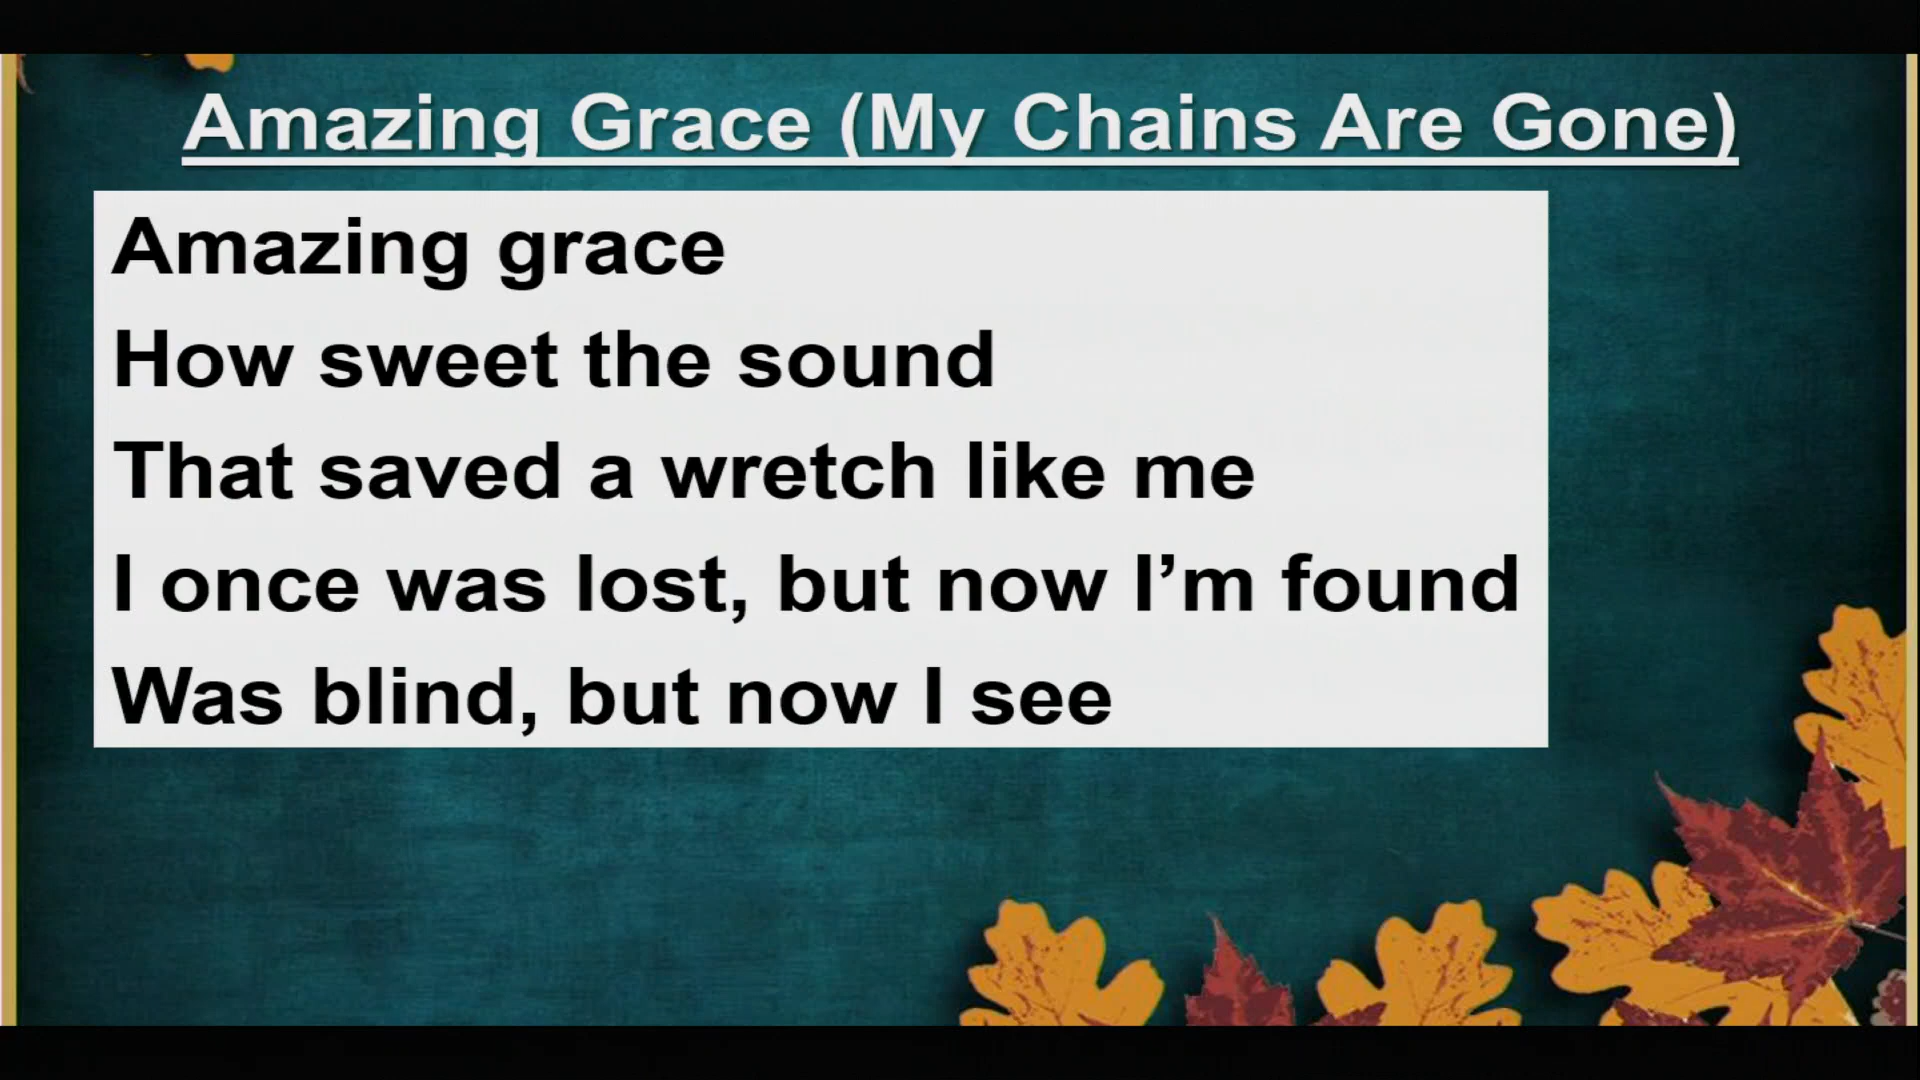 Amazing Grace (My Chains Are Gone)
Amazing grace
How sweet the sound
That saved a wretch like me
I once was lost, but now I’m found
Was blind, but now I see